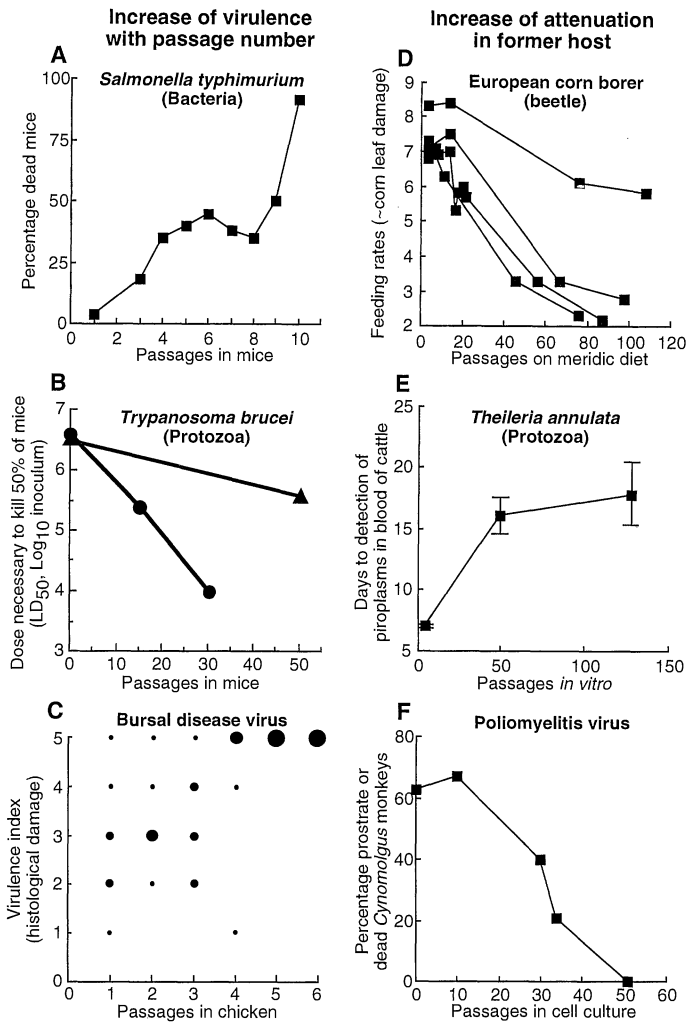 Increase of virulence
with passage number
A
Salmonella typhimurium
(Bacteria)
Percentage dead mice
100
75
50
25
0
0 2 4 6 8 10
Passages in mice
B
Trypanosoma brucei
(Protozoa)
Dose necessary to kill 50% of mice
(LD50, Log10 inoculum)
7
6
5
4
3
0 10 20 30 40 50
Passages in mice
C
Bursal disease virus
Virulence index
(histological damage)
5
4
3
2
1
0
0 1 2 3 4 5 6
Passages in chicken
Increase of attenuation
in former host
D
European corn borer
(beetle)
Feeding rates (~corn leaf damage)
9
8
7
6
5
4
3
2
0 20 40 60 80 100 120
Passages on meridic diet
E
Theileria annulata
(Protozoa)
Days to detection of
piroplasms in blood of cattle
25
20
15
10
5
0 50 100 150
Passages in vitro
F
Poliomyelitis virus
Percentage prostrate or
dead Cynomolgus monkeys
80
60
40
20
0
0 10 20 30 40 50 60
Passages in cell culture